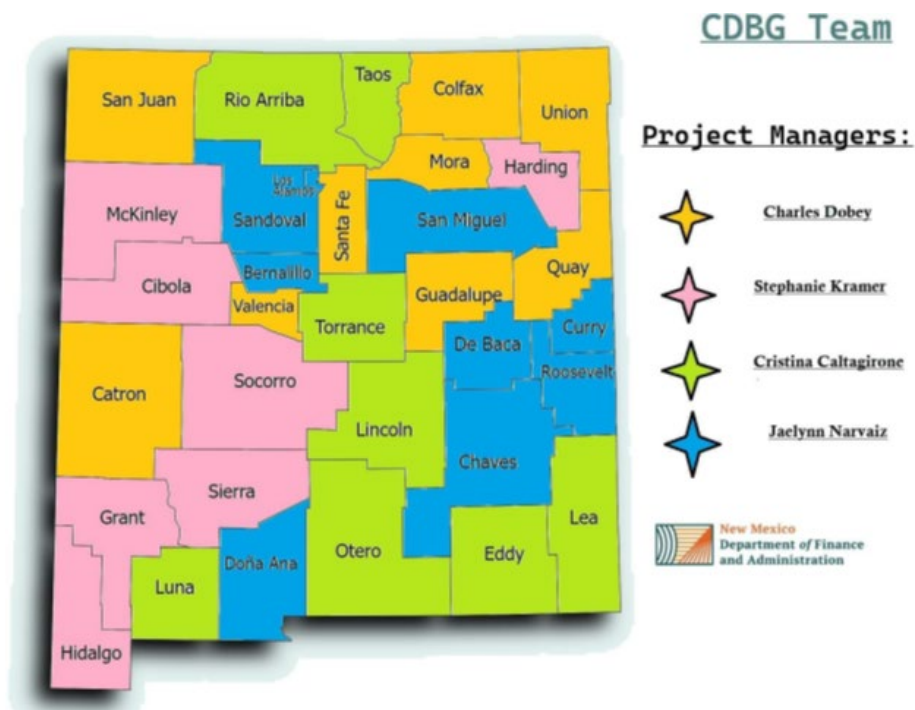 CDBG Team
Taos
San Juan
Rio Arriba
Colfax
Union
Project Managers:
Mora
Harding
Los
Alamos
McKinley
Sandoval
Santa Fe
San Miguel
Charles Dobey
Bernalillo
Quay
Cibola
Stephanie Kramer
Valencia
Guadalupe
Torrance
Curry
De Baca
Cristina Caltagirone
Roosevelt
Socorro
Catron
Lincoln
Jaelynn Narvaiz
Chaves
Sierra
Grant
Lea
New Mexico
Department of Finance
and Administration
Otero
Eddy
Doña Ana
Luna
Hidalgo